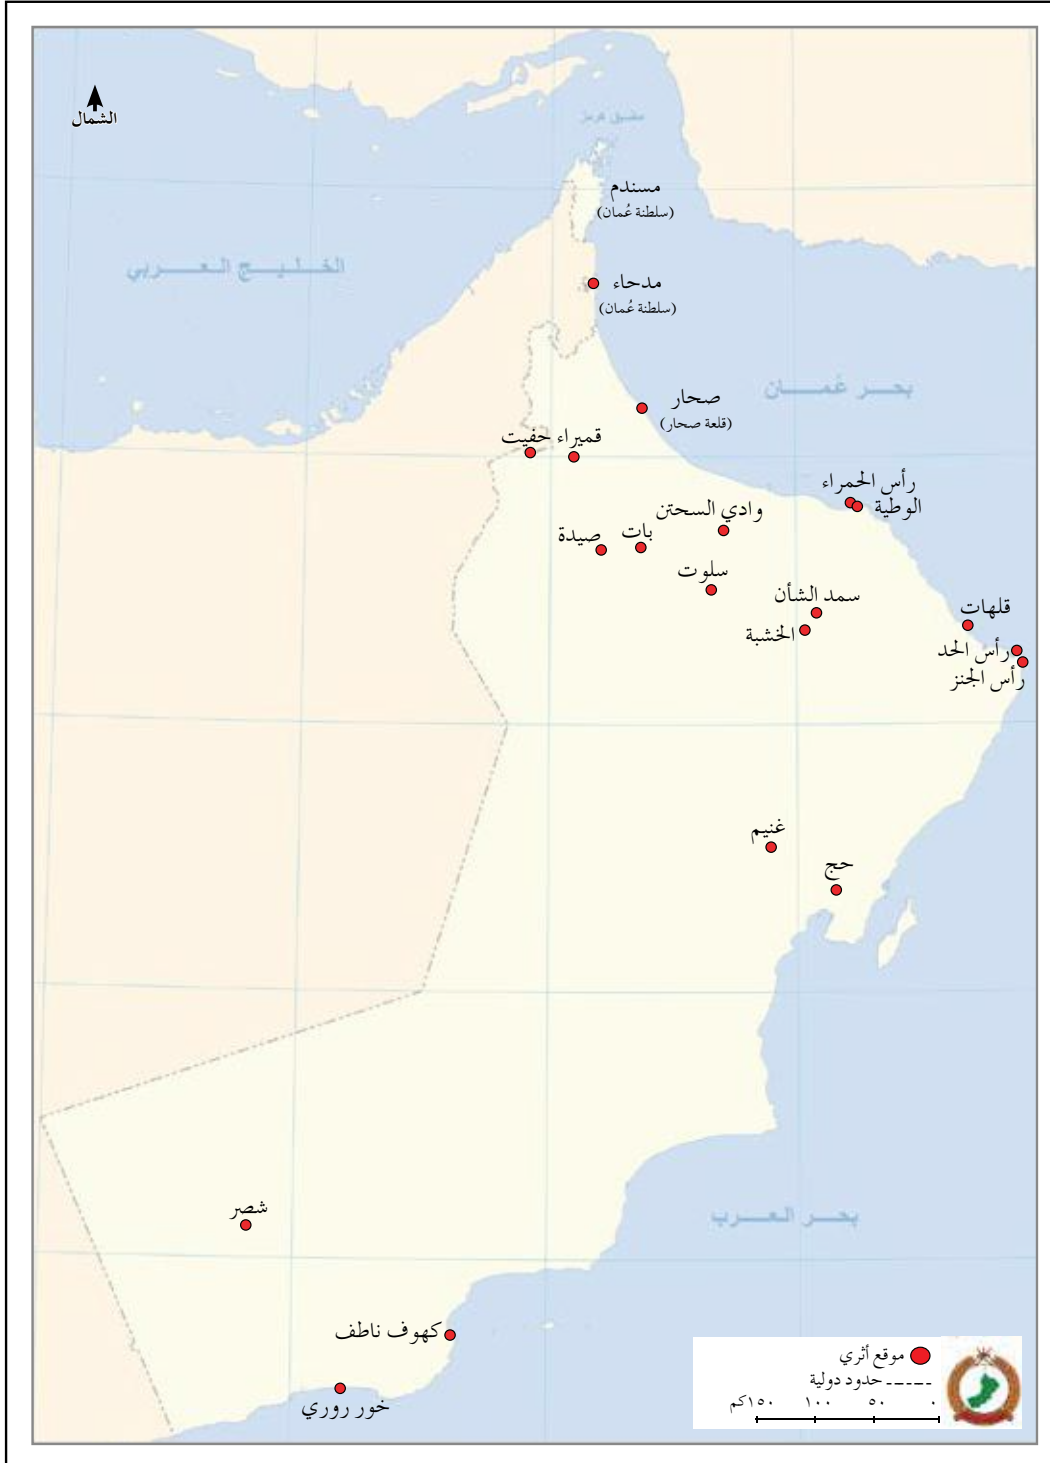 الشمال
مضيق هرمز
مسندم
(سلطنة عُمان)
الخليج العربي
مدحاء
(سلطنة عُمان)
بحر عُمان
صحار
(قلعة صحار)
قميراء
حفيت
رأس الحمراء
الوطية
وادي السحتن
بات
صيدة
سلوت
سمد الشأن
الخشبة
قلهات
رأس الحد
رأس الجنز
غنيم
حج
شصر
بحر العرب
كهوف ناطف
خور روري
موقع أثري
حدود دولية
٠ ٥٠ ١٠٠ ١٥٠كم